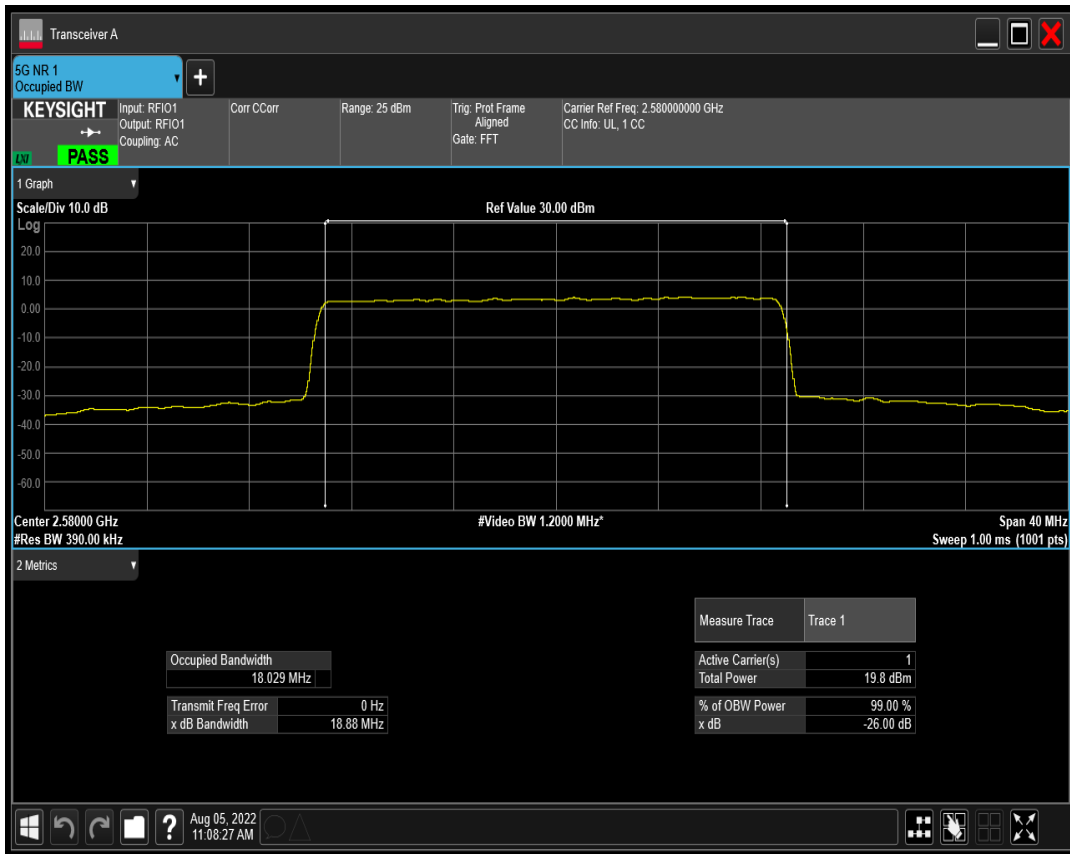 Transceiver A
5G NR 1
Occupied BW
+
KEYSIGHT
LXI
PASS
Input: RFIO1
Output: RFIO1
Coupling: AC
Corr CCorr
Range: 25 dBm
Trig: Prot Frame
Aligned
Gate: FFT
Carrier Ref Freq: 2.580000000 GHz
CC Info: UL, 1 CC
1 Graph
Scale/Div 10.0 dB
Ref Value 30.00 dBm
Log
20.0
10.0
0.00
-10.0
-20.0
-30.0
-40.0
-50.0
-60.0
Center 2.58000 GHz
#Video BW 1.2000 MHz*
Span 40 MHz
#Res BW 390.00 kHz
Sweep 1.00 ms (1001 pts)
2 Metrics
Measure Trace Trace 1
Occupied Bandwidth
18.029 MHz
Active Carrier(s) 1
Total Power 19.8 dBm
Transmit Freq Error 0 Hz
x dB Bandwidth 18.88 MHz
% of OBW Power 99.00 %
x dB -26.00 dB
?
Aug 05, 2022
11:08:27 AM